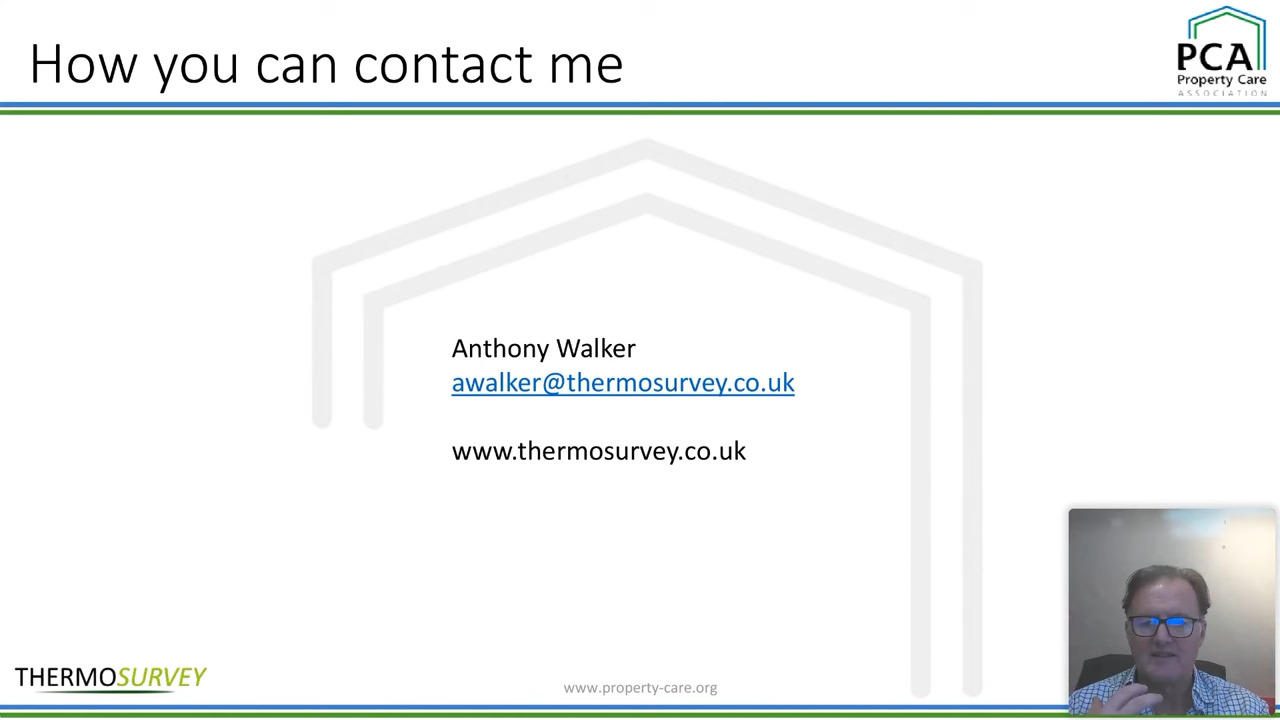 How you can contact me
PCA
Property Care
ASSOCIATION
Anthony Walker
awalker@thermosurvey.co.uk
www.thermosurvey.co.uk
THERMOSURVEY
www.property-care.org